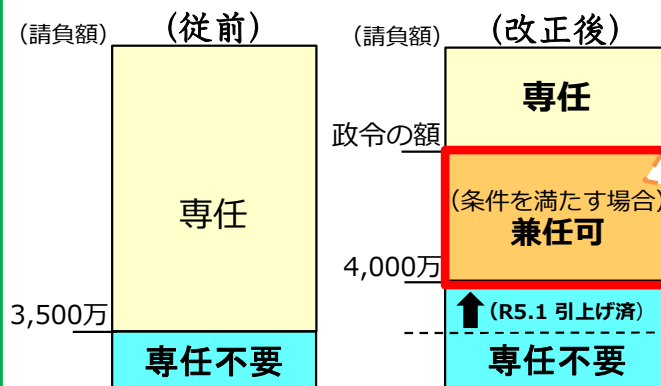 (従前)
(請負額)
専任
3,500万
専任不要
(改正後)
(請負額)
専任
政令の額
(条件を満たす場合)
兼任可
4,000万
(R5.1 引上げ済)
専任不要